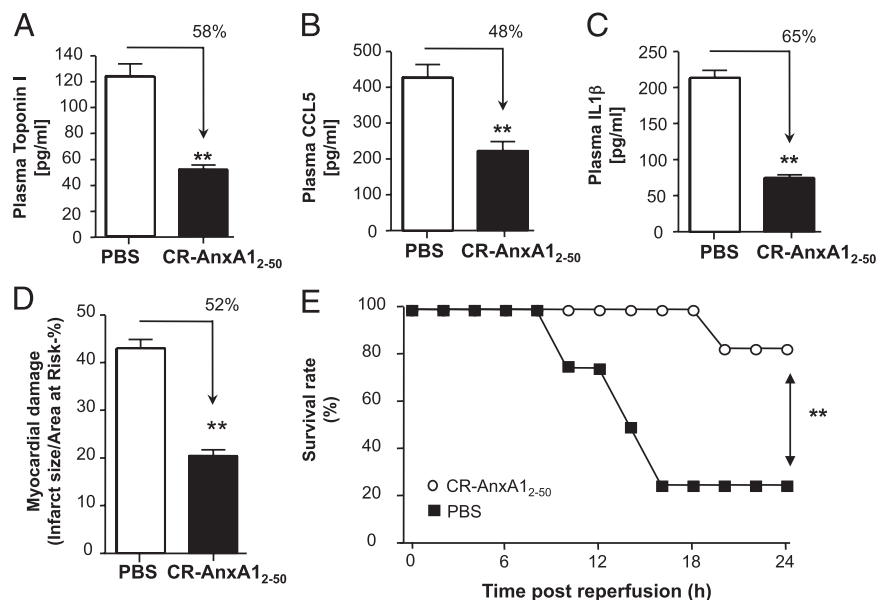 A
58%
Plasma Toponin I
[pg/ml]
140
120
100
80
60
40
20
0
**
PBS
CR-AnxA12-50
B
48%
Plasma CCL5
[pg/ml]
500
400
300
200
100
0
**
PBS
CR-AnxA12-50
C
65%
Plasma IL1β
[pg/ml]
250
200
150
100
50
0
**
PBS
CR-AnxA12-50
D
52%
Myocardial damage
(Infarct size/Area at Risk-%)
50
40
30
20
10
0
**
PBS
CR-AnxA12-50
E
Survival rate
(%)
100
80
60
40
20
0
**
CR-AnxA12-50
PBS
0
6
12
18
24
Time post reperfusion (h)